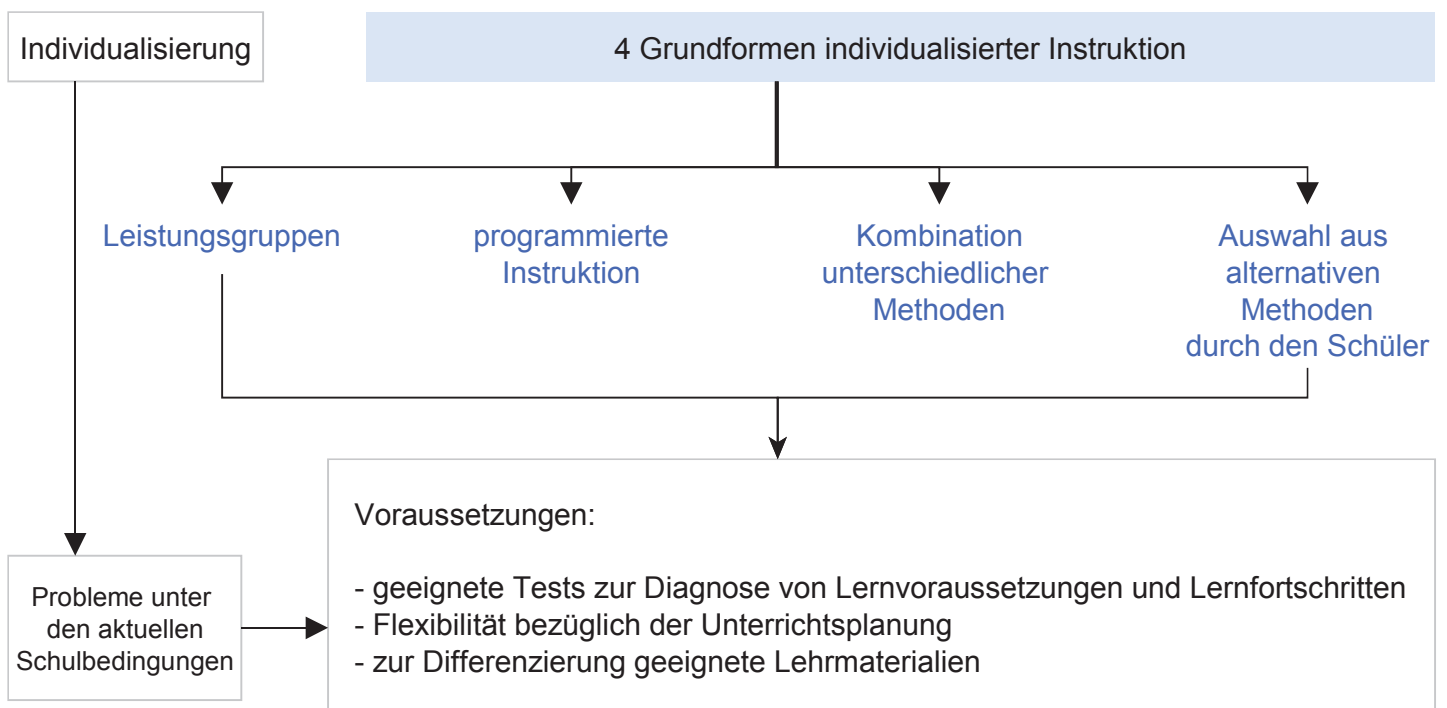 Individualisierung
4 Grundformen individualisierter Instruktion
Leistungsgruppen
programmierte
Instruktion
Kombination
unterschiedlicher
Methoden
Auswahl aus
alternativen
Methoden
durch den Schüler
Probleme unter
den aktuellen
Schulbedingungen
Voraussetzungen:
- geeignete Tests zur Diagnose von Lernvoraussetzungen und Lernfortschritten
- Flexibilität bezüglich der Unterrichtsplanung
- zur Differenzierung geeignete Lehrmaterialien